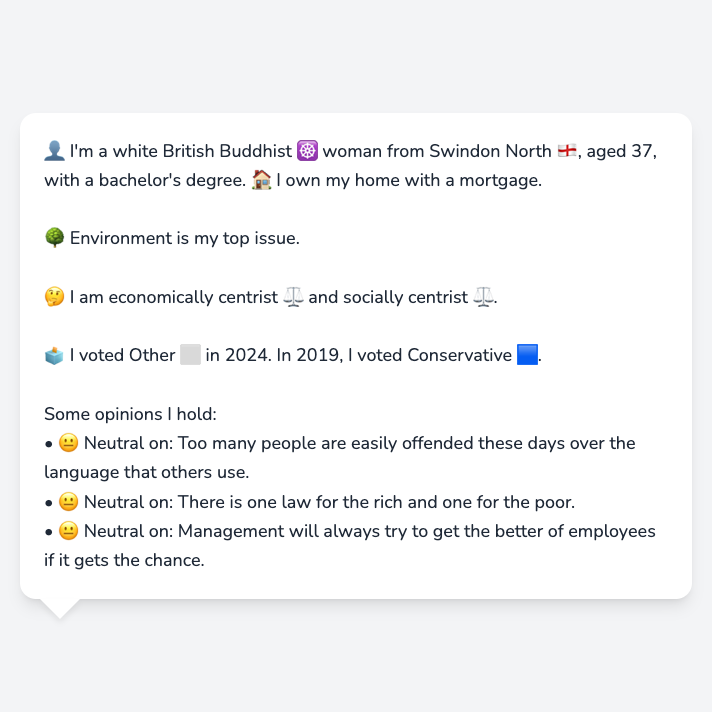 👤 I'm a white British Buddhist ☸️ woman from Swindon North 🏴󠁧󠁢󠁥󠁮󠁧󠁿, aged 37,
with a bachelor's degree. 🏠 I own my home with a mortgage.
🌳 Environment is my top issue.
🤔 I am economically centrist ⚖️ and socially centrist ⚖️.
🗳️ I voted Other ⬜ in 2024. In 2019, I voted Conservative 🟦.
Some opinions I hold:
• 😐 Neutral on: Too many people are easily offended these days over the
language that others use.
• 😐 Neutral on: There is one law for the rich and one for the poor.
• 😐 Neutral on: Management will always try to get the better of employees
if it gets the chance.